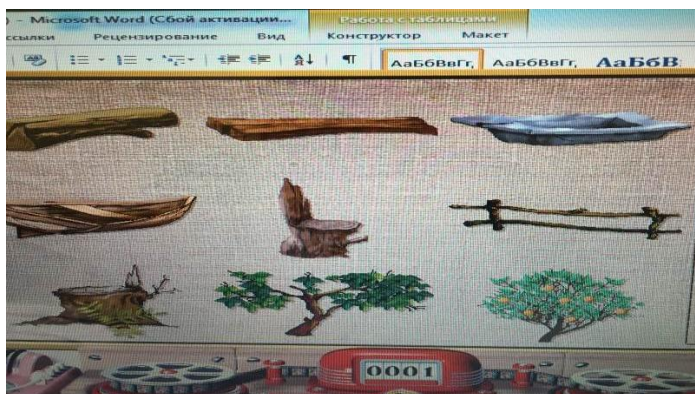 ) - Microsoft Word (Сбой активации...
Работа с таблицами
ссылки Рецензирование Вид Конструктор Макет
АаБбВвГг, АаБбВвГг, АаБбВ
0001